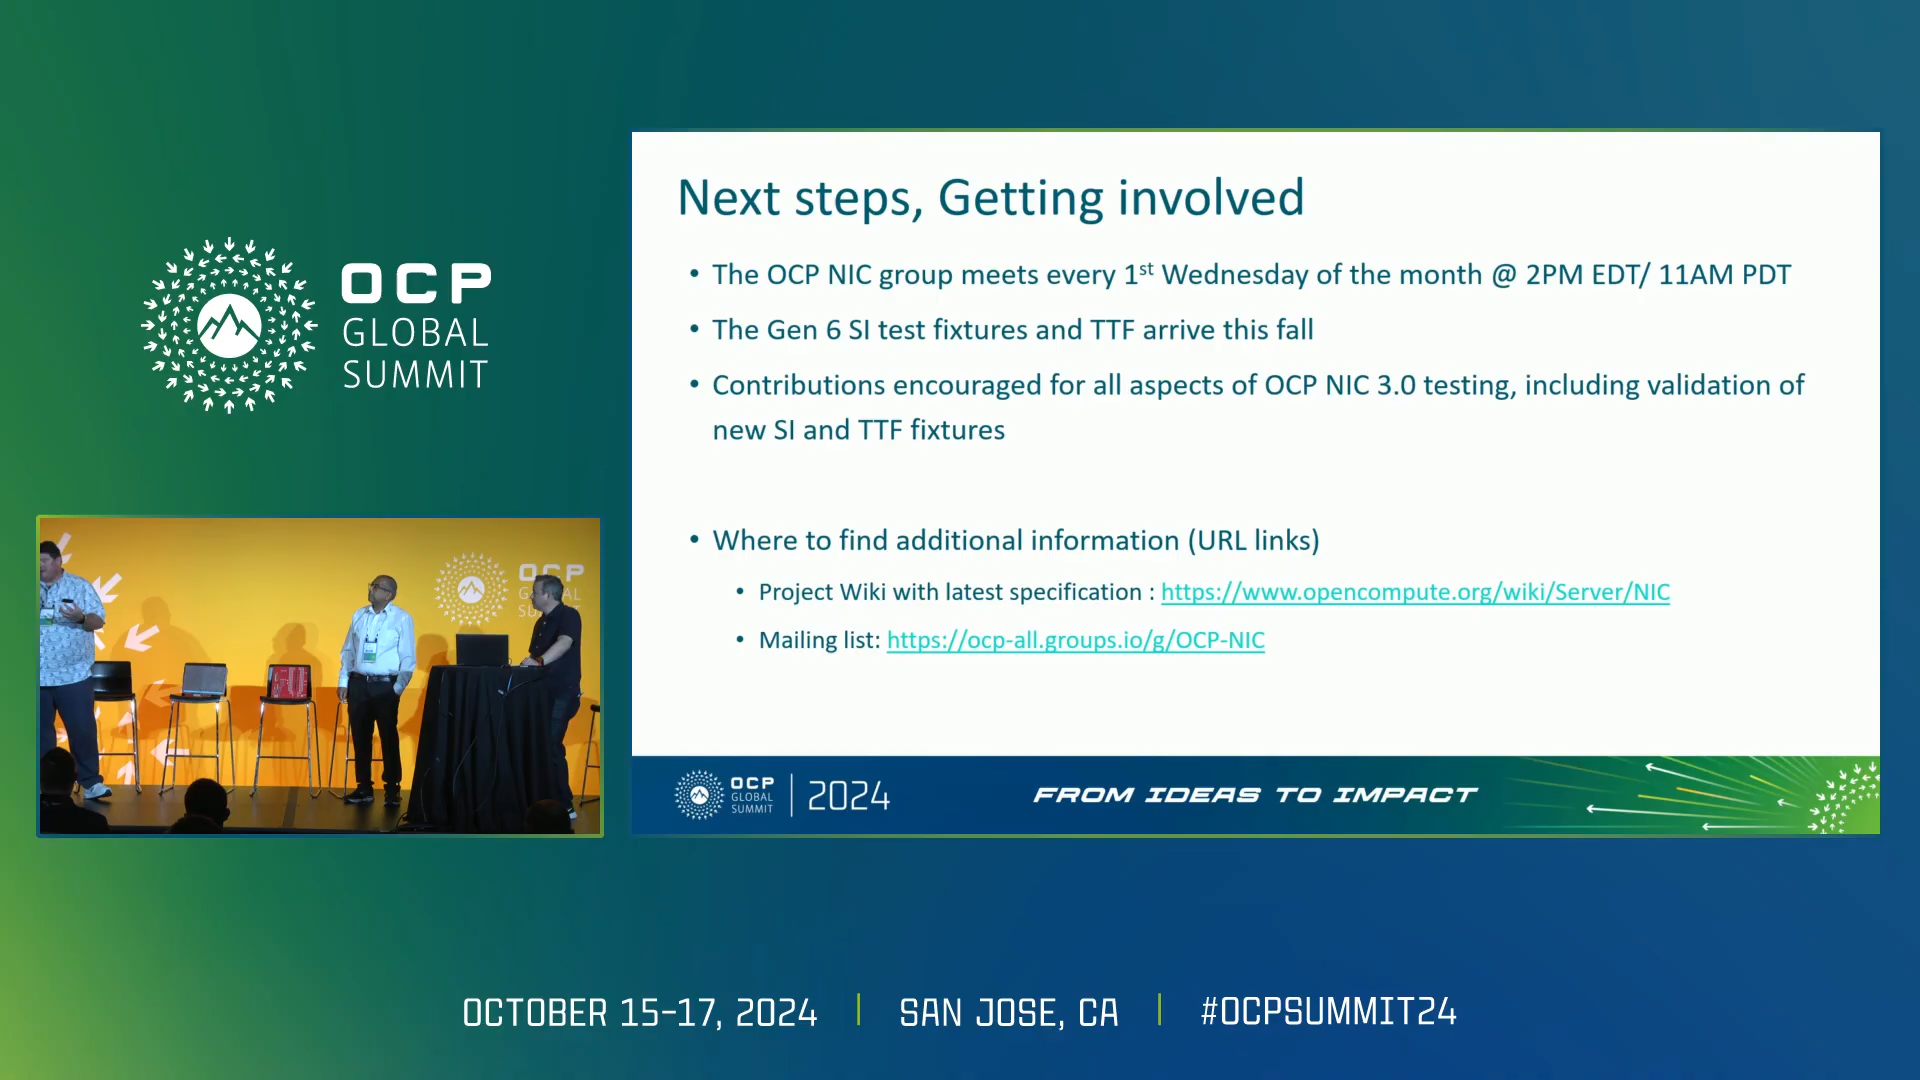 OCP
GLOBAL
SUMMIT
Next steps, Getting involved
• The OCP NIC group meets every 1st Wednesday of the month @ 2PM EDT/ 11AM PDT
• The Gen 6 SI test fixtures and TTF arrive this fall
• Contributions encouraged for all aspects of OCP NIC 3.0 testing, including validation of
new SI and TTF fixtures
• Where to find additional information (URL links)
• Project Wiki with latest specification : https://www.opencompute.org/wiki/Server/NIC
• Mailing list: https://ocp-all.groups.io/g/OCP-NIC
OCP
GLOBAL
SUMMIT
2024
FROM IDEAS TO IMPACT
OCP
OCTOBER 15-17, 2024 | SAN JOSE, CA | #OCPSUMMIT24